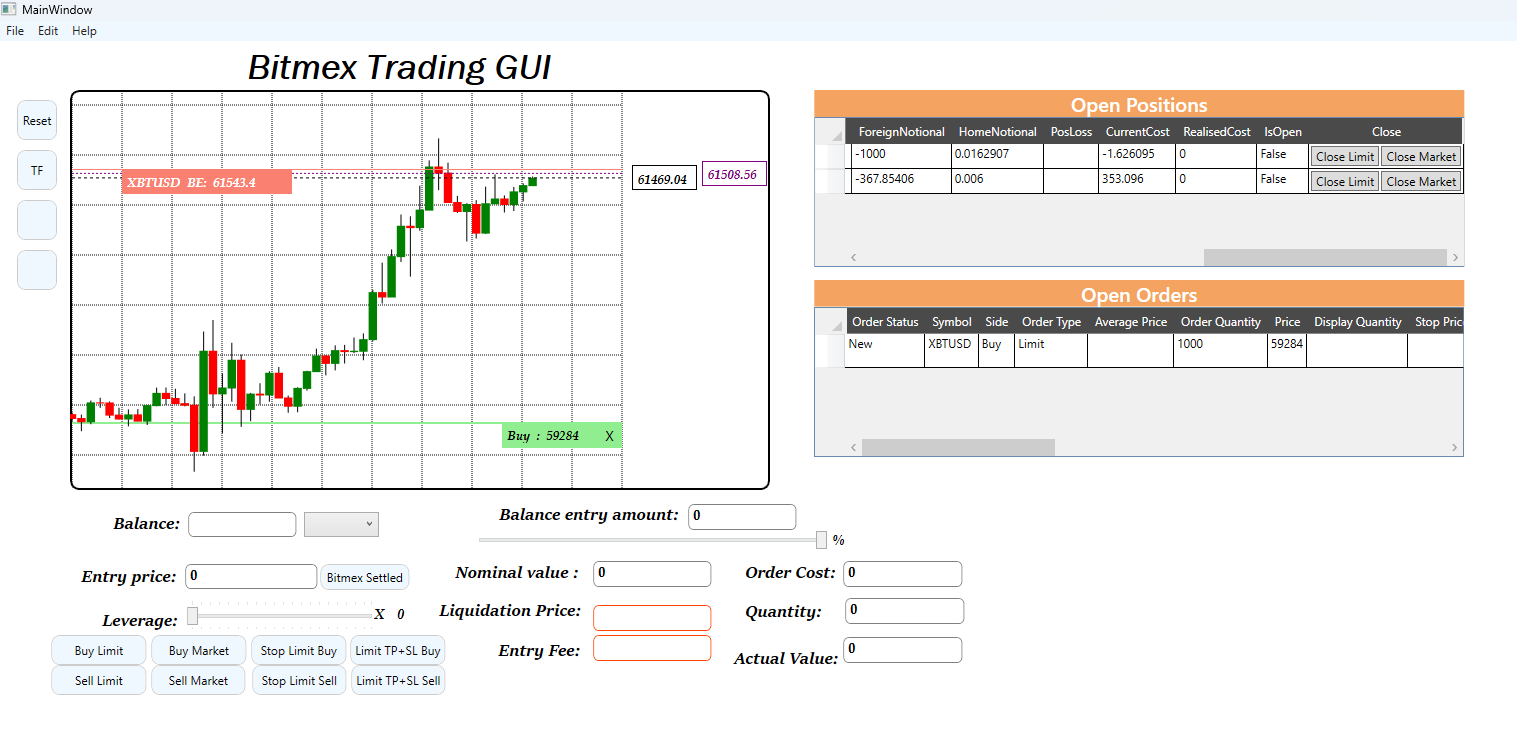 MainWindow
File Edit Help
Bitmex Trading GUI
Reset
TF
XBTUSD BE: 61543.4
61469.04
61508.56
Buy : 59284 X
Open Positions
ForeignNotional HomeNotional PosLoss CurrentCost RealisedCost IsOpen Close
-1000 0.0162907 -1.626095 0 False Close Limit Close Market
-367.85406 0.006 353.096 0 False Close Limit Close Market
Open Orders
Order Status Symbol Side Order Type Average Price Order Quantity Price Display Quantity Stop Pric
New XBTUSD Buy Limit 1000 59284
Balance:
Balance entry amount: 0
%
Entry price: 0 Bitmex Settled
Nominal value : 0
Order Cost: 0
Leverage: X 0
Liquidation Price:
Quantity: 0
Entry Fee:
Actual Value: 0
Buy Limit Buy Market Stop Limit Buy Limit TP+SL Buy
Sell Limit Sell Market Stop Limit Sell Limit TP+SL Sell